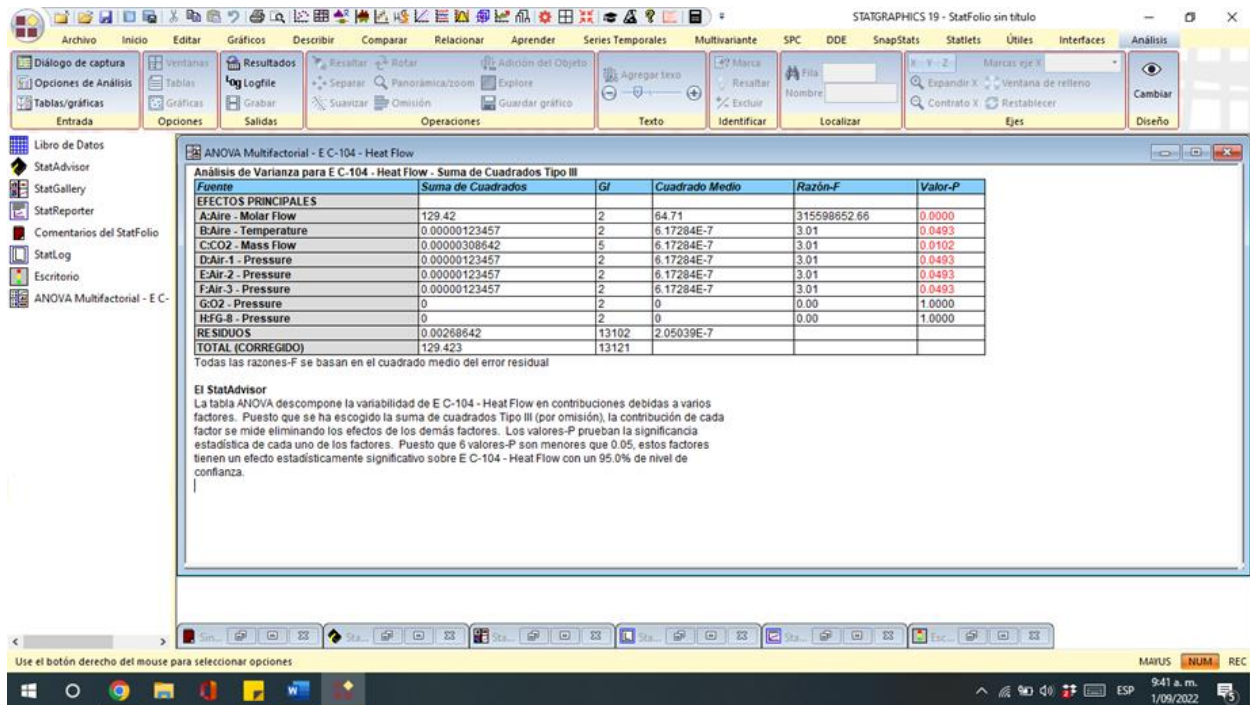 STATGRAPHICS 19 - StatFolio sin título
Archivo Inicio Editar Gráficos Describir Comparar Relacionar Aprender Series Temporales Multivariante SPC DDE SnapStats Statlets Útiles Interfaces Análisis
Diálogo de captura Ventanas Resultados Resaltar Rotar Adición del Objeto Agregar texo Marca Fila X Y Z Marcas eje X
Opciones de Análisis Tablas Logfile Separar Panorámica/zoom Explore Resaltar Nombre Expandir X Ventana de relleno
Tablas/gráficas Gráficas Grabar Suavizar Omisión Guardar gráfico Excluir Contrato X Restablecer Cambiar
Entrada Opciones Salidas Operaciones Texto Identificar Localizar Ejes Diseño
Libro de Datos
StatAdvisor
StatGallery
StatReporter
Comentarios del StatFolio
StatLog
Escritorio
ANOVA Multifactorial - E C-
ANOVA Multifactorial - E C-104 - Heat Flow
Análisis de Varianza para E C-104 - Heat Flow - Suma de Cuadrados Tipo III
Fuente Suma de Cuadrados Gl Cuadrado Medio Razón-F Valor-P
EFECTOS PRINCIPALES
A:Aire - Molar Flow 129.42 2 64.71 315598652.66 0.0000
B:Aire - Temperature 0.00000123457 2 6.17284E-7 3.01 0.0493
C:CO2 - Mass Flow 0.00000308642 5 6.17284E-7 3.01 0.0102
D:Air-1 - Pressure 0.00000123457 2 6.17284E-7 3.01 0.0493
E:Air-2 - Pressure 0.00000123457 2 6.17284E-7 3.01 0.0493
F:Air-3 - Pressure 0.00000123457 2 6.17284E-7 3.01 0.0493
G:O2 - Pressure 0 2 0 0.00 1.0000
H:FG-8 - Pressure 0 2 0 0.00 1.0000
RESIDUOS 0.00268642 13102 2.05039E-7
TOTAL (CORREGIDO) 129.423 13121
Todas las razones-F se basan en el cuadrado medio del error residual
El StatAdvisor
La tabla ANOVA descompone la variabilidad de E C-104 - Heat Flow en contribuciones debidas a varios
factores. Puesto que se ha escogido la suma de cuadrados Tipo III (por omisión), la contribución de cada
factor se mide eliminando los efectos de los demás factores. Los valores-P prueban la significancia
estadística de cada uno de los factores. Puesto que 6 valores-P son menores que 0.05, estos factores
tienen un efecto estadísticamente significativo sobre E C-104 - Heat Flow con un 95.0% de nivel de
confianza.
Sin... Sta... Sta... Sta... Sta... Esc...
Use el botón derecho del mouse para seleccionar opciones MAYUS NUM REC
ESP 9:41 a. m.
1/09/2022